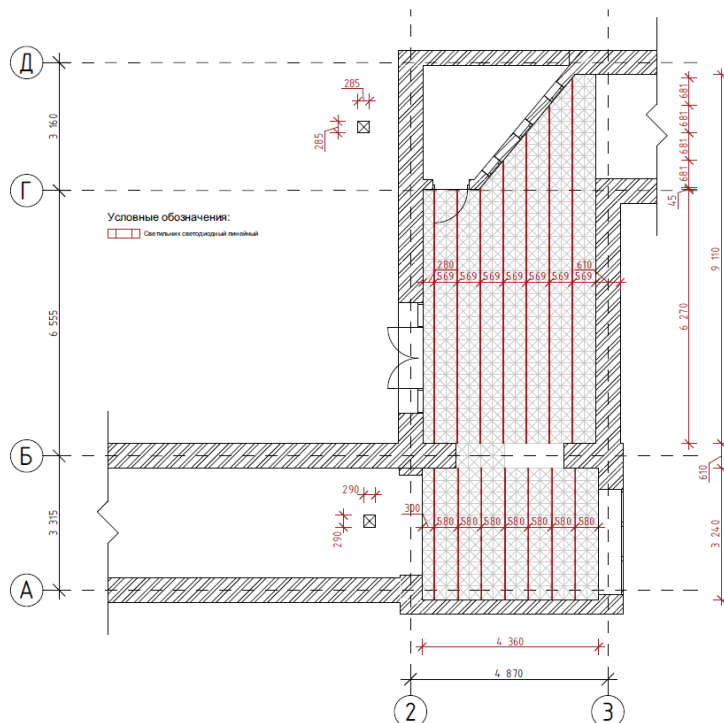 Д
285
285
3 160
681
681
681
681
Г
45
Условные обозначения:
Светильник светодиодный линейный
280
610
569 569 569 569 569 569 569
9 110
6 270
6 555
Б
610
290
300
580 580 580 580 580 580 580
290
3 315
3 240
А
4 360
4 870
2
3